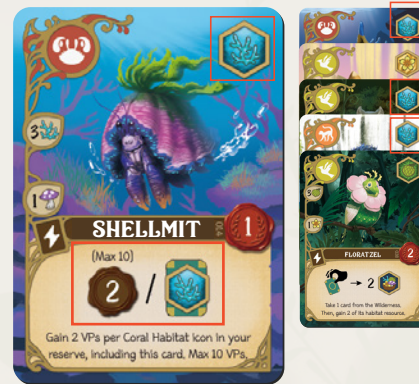 3
1
SHELLMIT
1
(Max 10)
2 /
Gain 2 VPs per Coral Habitat icon in your
reserve, including this card. Max 10 VPs.
3
1
FLORATZEL
2
→ 2
Take 1 card from the Wilderness.
Then, gain 2 of its habitat resource.